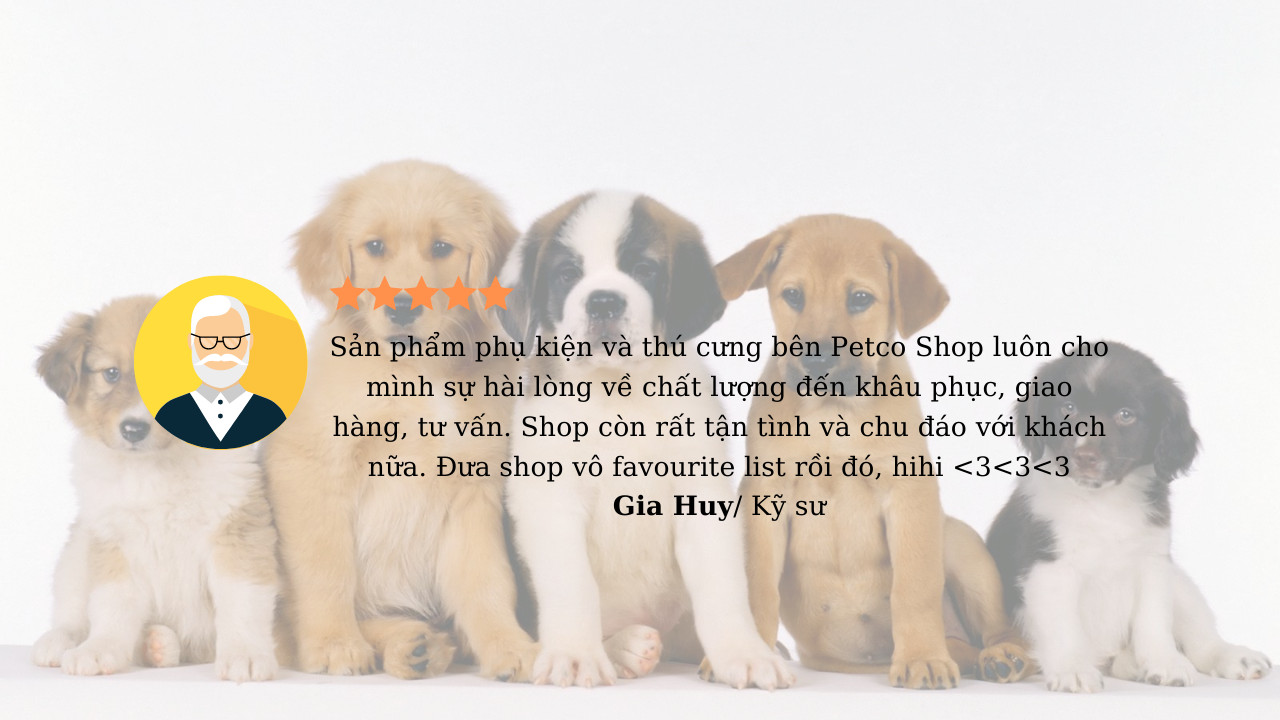 Sản phẩm phụ kiện và thú cưng bên Petco Shop luôn cho
mình sự hài lòng về chất lượng đến khâu phục, giao
hàng, tư vấn. Shop còn rất tận tình và chu đáo với khách
nữa. Đưa shop vô favourite list rồi đó, hihi <3<3<3
Gia Huy/ Kỹ sư